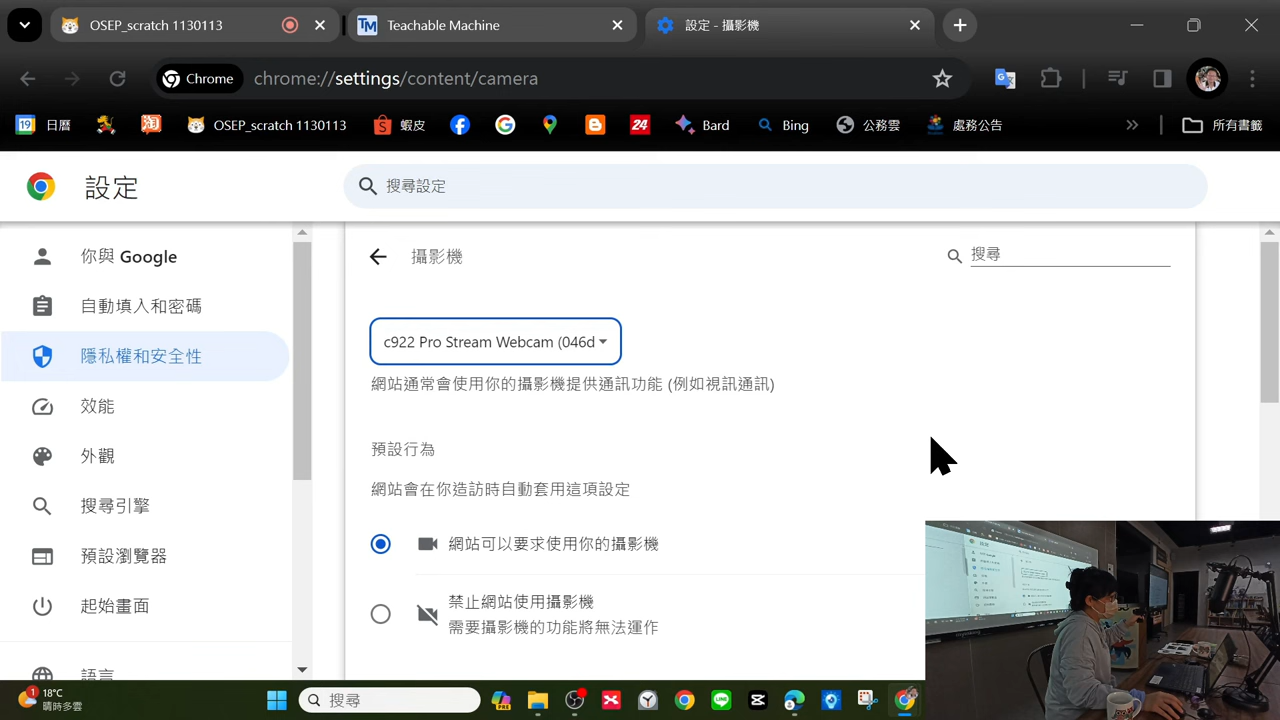 OSEP_scratch 1130113
Teachable Machine
設定 - 攝影機
Chrome
chrome://settings/content/camera
19 日曆
淘
OSEP_scratch 1130113
蝦皮
24
Bard
Bing
公務雲
處務公告
所有書籤
設定
搜尋設定
你與 Google
自動填入和密碼
隱私權和安全性
效能
外觀
搜尋引擎
預設瀏覽器
起始畫面
語言
攝影機
搜尋
c922 Pro Stream Webcam (046d
網站通常會使用你的攝影機提供通訊功能 (例如視訊通訊)
預設行為
網站會在你造訪時自動套用這項設定
網站可以要求使用你的攝影機
禁止網站使用攝影機
需要攝影機的功能將無法運作
1
18°C
晴時多雲
搜尋